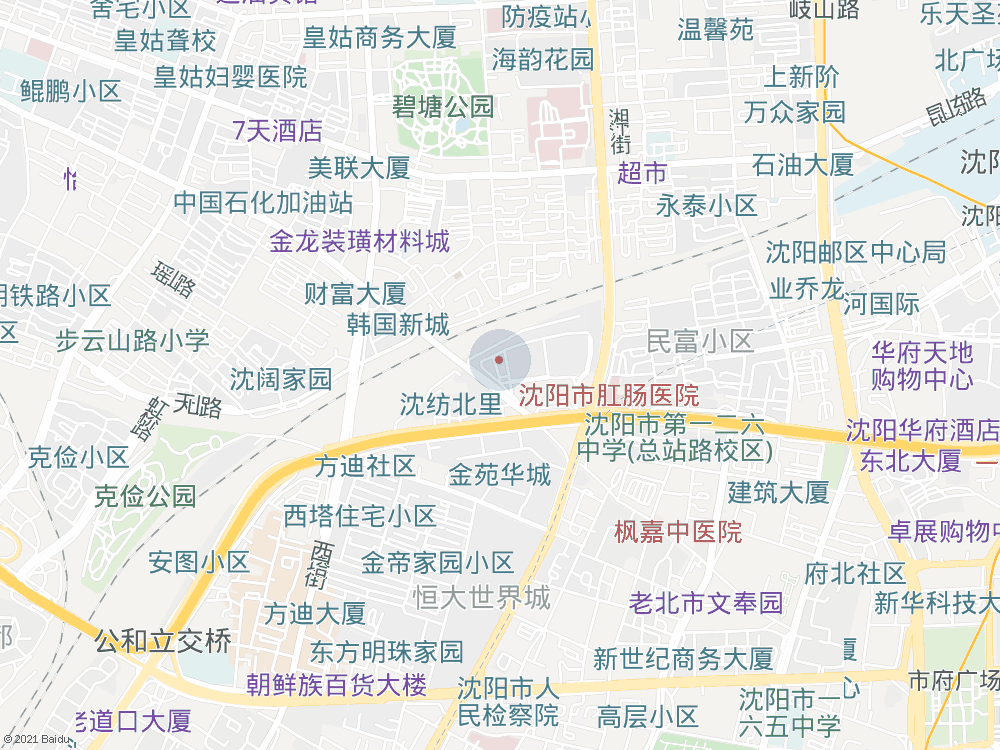 舍宅小区
防疫站
岐山路
乐天圣
皇姑聋校
皇姑商务大厦
温馨苑
海韵花园
北广场
皇姑妇婴医院
上新阶
鲲鹏小区
碧塘公园
万众家园
昆山东路
7天酒店
湘江街
美联大厦
超市
石油大厦
沈阳
中国石化加油站
永泰小区
沈阳
金龙装璜材料城
沈阳邮区中心局
瑶路
财富大厦
业乔龙
明铁路小区
河国际
韩国新城
区
步云山路小学
民富小区
华府天地
购物中心
沈阔家园
沈阳市肛肠医院
天山路
沈纺北里
虹桥路
沈阳市第一二六
中学(总站路校区)
沈阳华府酒店
克俭小区
方迪社区
金苑华城
东北大厦
一
克俭公园
建筑大厦
西塔住宅小区
枫嘉中医院
卓展购物中
西塔街
安图小区
金帝家园小区
府北社区
恒大世界城
老北市文奉园
新华科技大
方迪大厦
公和立交桥
东方明珠家园
新世纪商务大厦
厦
朝鲜族百货大楼
沈阳市人
民检察院
心
市府广场
老道口大厦
高层小区
沈阳市一
六五中学
© 2021 Baidu